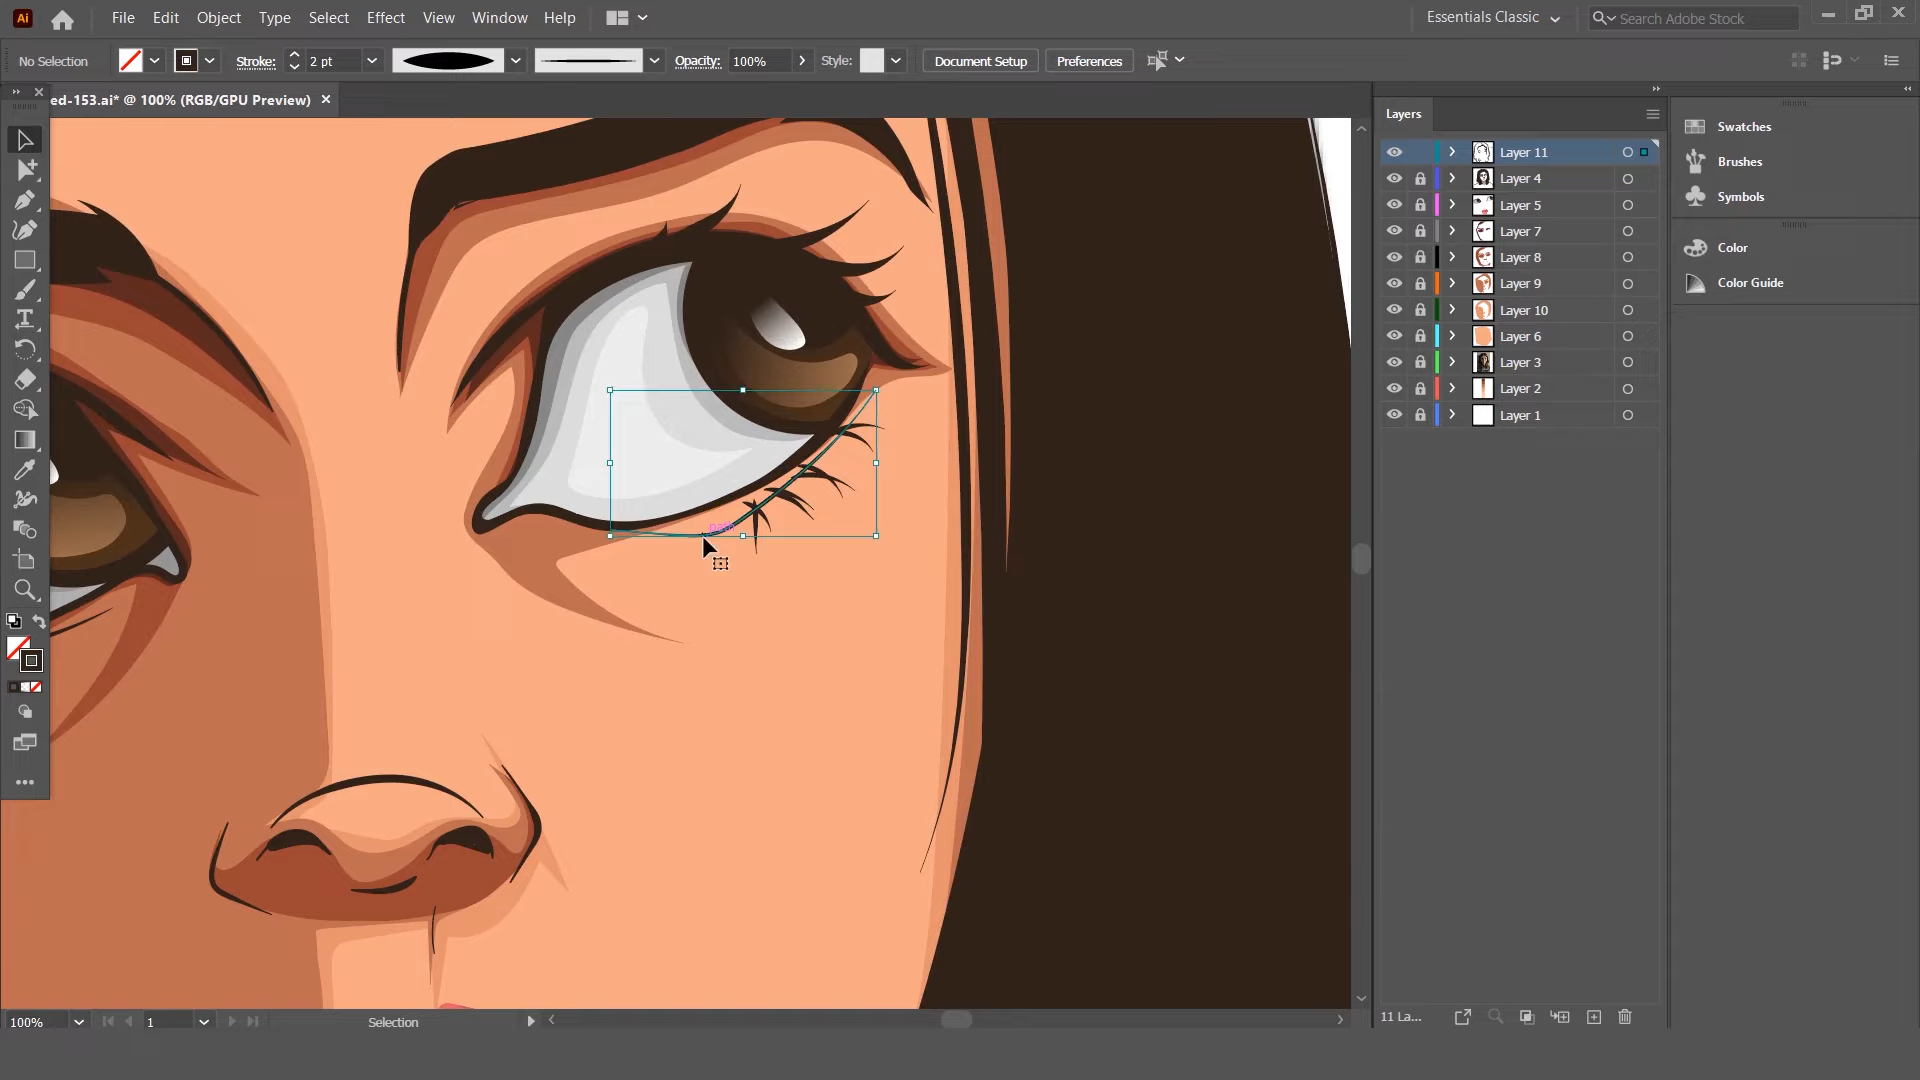 Ai File Edit Object Type Select Effect View Window Help Essentials Classic Search Adobe Stock
No Selection Stroke: 2 pt Opacity: 100% Style: Document Setup Preferences
ed-153.ai* @ 100% (RGB/GPU Preview)
Layers
Layer 11
Layer 4
Layer 5
Layer 7
Layer 8
Layer 9
Layer 10
Layer 6
Layer 3
Layer 2
Layer 1
Swatches
Brushes
Symbols
Color
Color Guide
path
100% 1 Selection 11 La...